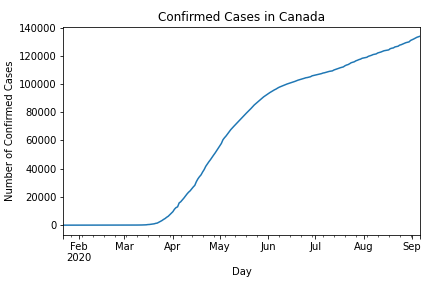 Confirmed Cases in Canada
140000
120000
100000
80000
60000
40000
20000
0
Number of Confirmed Cases
Feb Mar Apr May Jun Jul Aug Sep
2020
Day